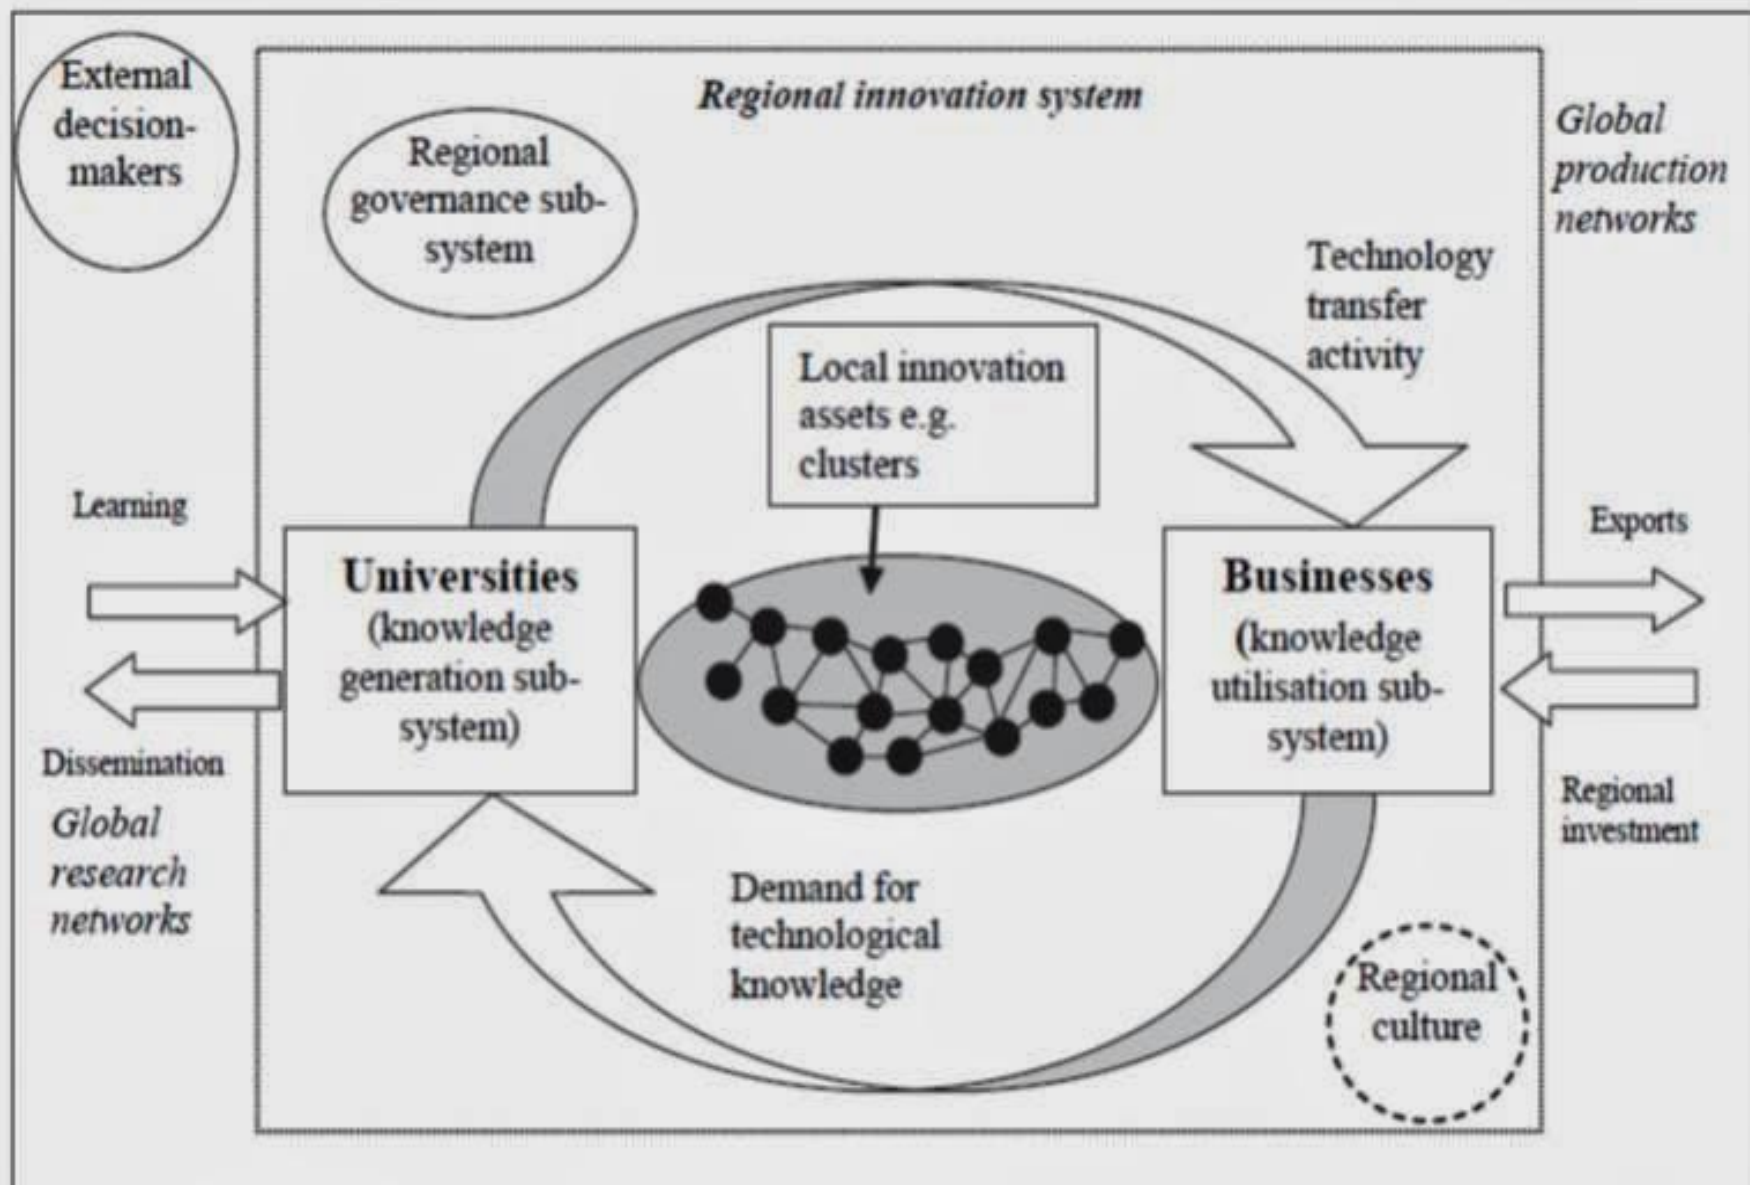 External
decision-
makers
Regional innovation system
Regional
governance sub-
system
Global
production
networks
Technology
transfer
activity
Local innovation
assets e.g.
clusters
Learning
Universities
(knowledge
generation sub-
system)
Businesses
(knowledge
utilisation sub-
system)
Exports
Dissemination
Global
research
networks
Regional
investment
Demand for
technological
knowledge
Regional
culture